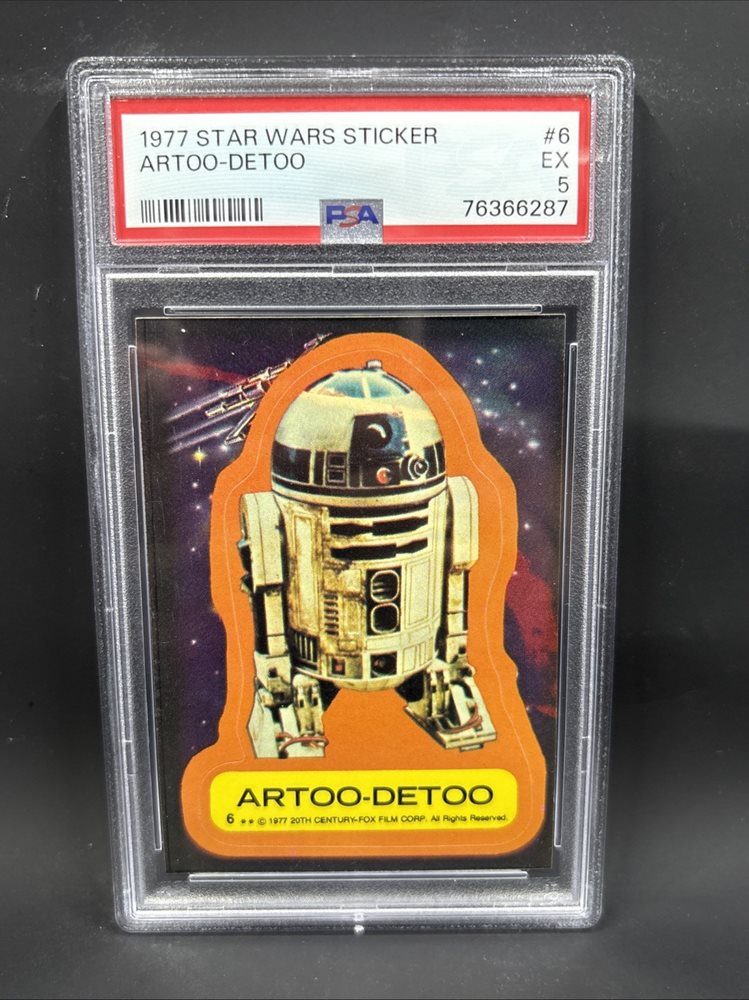 1977 STAR WARS STICKER #6
ARTOO-DETOO EX
5
PSA 76366287
ARTOO-DETOO
6 ** © 1977 20TH CENTURY-FOX FILM CORP. All Rights Reserved.